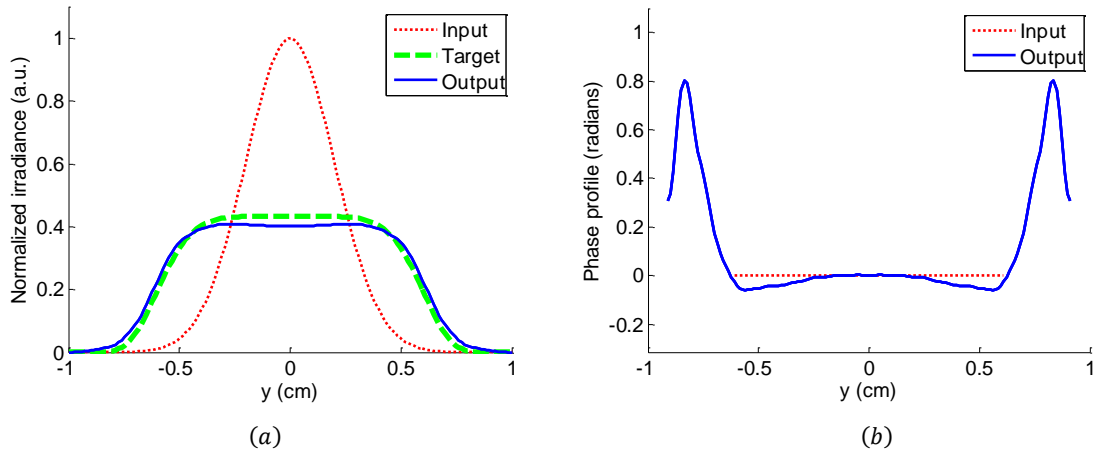 Input
Target
Output
1
0.8
0.6
0.4
0.2
0
Normalized irradiance (a.u.)
-1
-0.5
0
0.5
1
y (cm)
(a)
Input
Output
1
0.8
0.6
0.4
0.2
0
-0.2
Phase profile (radians)
-1
-0.5
0
0.5
1
y (cm)
(b)